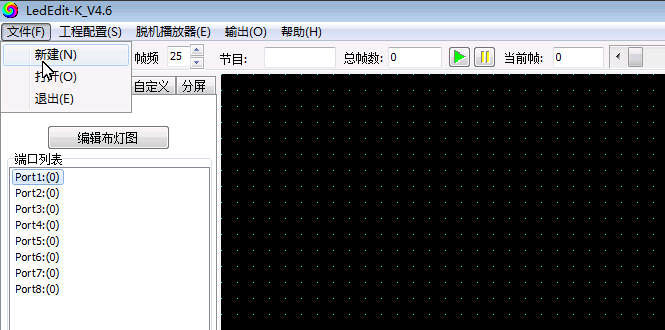 LedEdit-K_V4.6
文件(F) 工程配置(S) 脱机播放器(E) 输出(O) 帮助(H)
新建(N) 帧频 25 节目: 总帧数: 0 当前帧: 0
打开(O)
自定义 分屏
退出(E)
编辑布灯图
端口列表
Port1:(0)
Port2:(0)
Port3:(0)
Port4:(0)
Port5:(0)
Port6:(0)
Port7:(0)
Port8:(0)